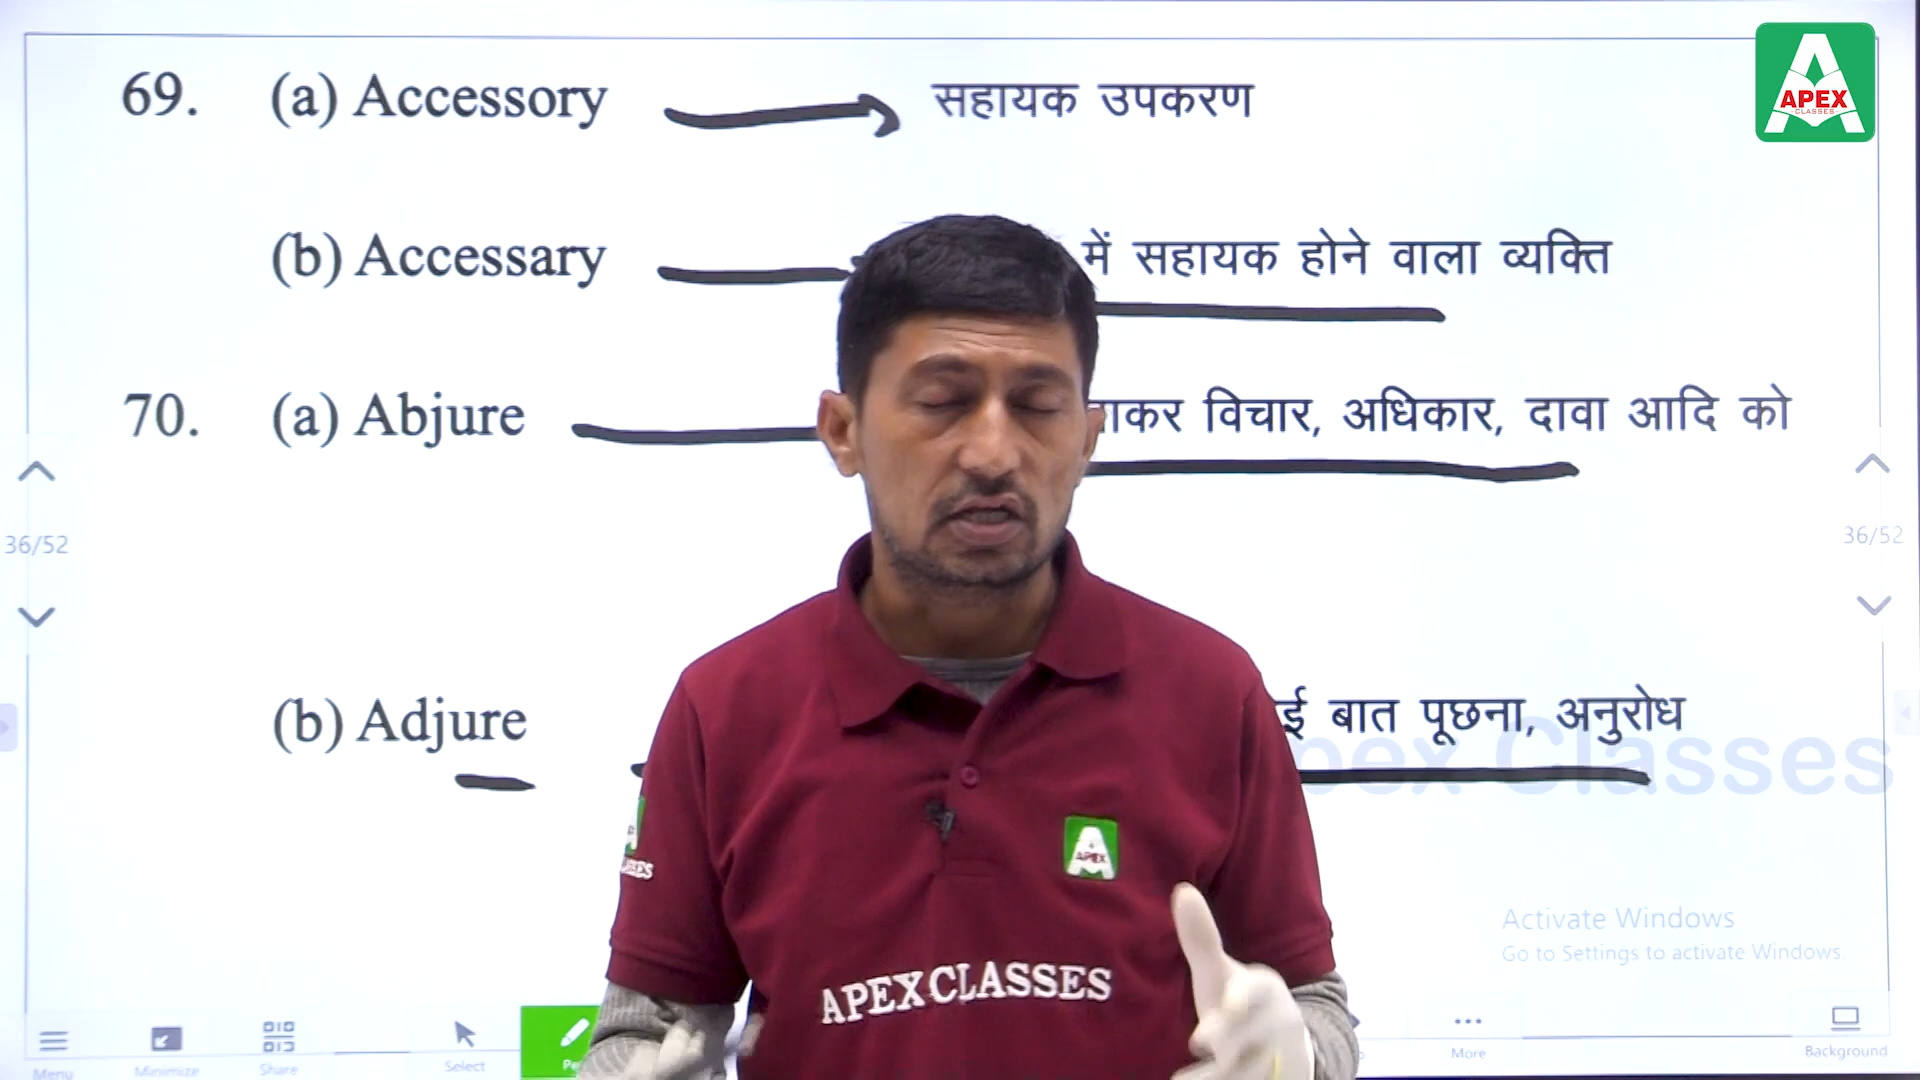 69. (a) Accessory सहायक उपकरण
APEX
CLASSES
(b) Accessary में सहायक होने वाला व्यक्ति
70. (a) Abjure विचार, अधिकार, दावा आदि को
36/52
36/52
(b) Adjure बात पूछना, अनुरोध
Classes
APEX
APEX CLASSES
Activate Windows
Go to Settings to activate Windows.
Menu
Minimize
Share
Select
More
Background